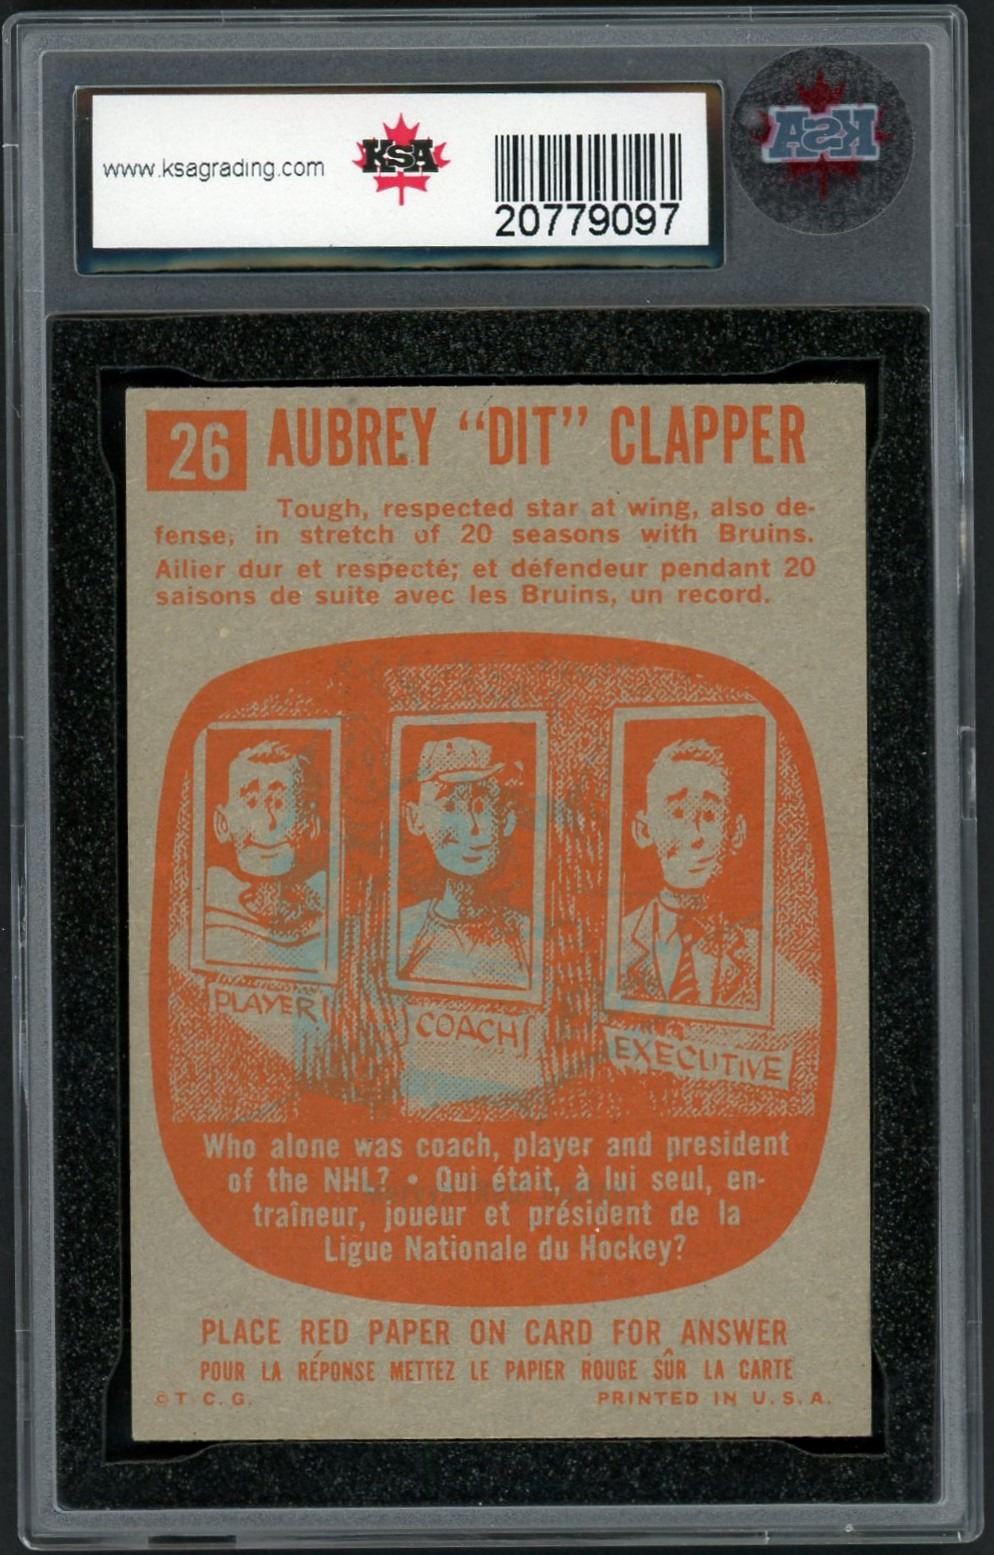 www.ksagrading.com
KSA
20779097
KSA
26
AUBREY "DIT" CLAPPER
Tough, respected star at wing, also de-
fense, in stretch of 20 seasons with Bruins.
Ailier dur et respecté; et défendeur pendant 20
saisons de suite avec les Bruins, un record.
PLAYER
COACH
EXECUTIVE
Who alone was coach, player and president
of the NHL? • Qui était, à lui seul, en-
traîneur, joueur et président de la
Ligue Nationale du Hockey?
PLACE RED PAPER ON CARD FOR ANSWER
POUR LA RÉPONSE METTEZ LE PAPIER ROUGE SÛR LA CARTE
© T. C. G.
PRINTED IN U. S. A.